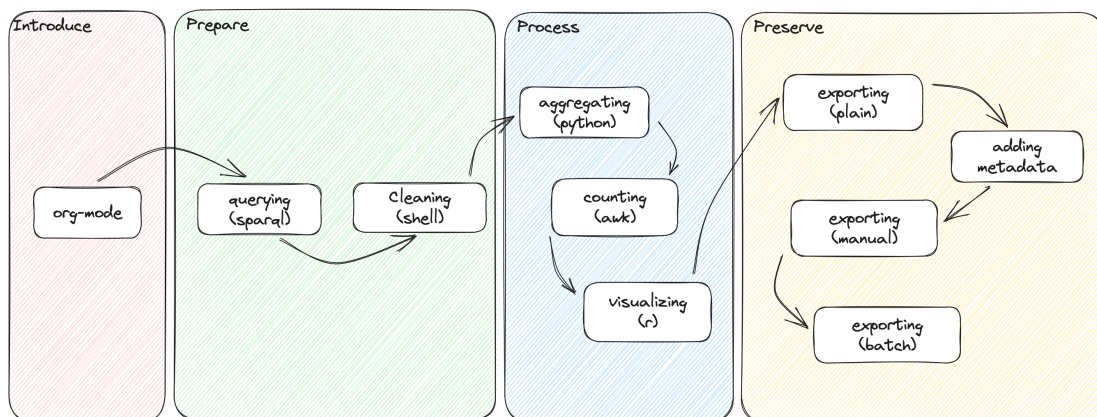 Introduce
org-mode
Prepare
querying
(sparql)
Cleaning
(shell)
Process
aggregating
(python)
counting
(awk)
visualizing
(r)
Preserve
exporting
(plain)
adding
metadata
exporting
(manual)
exporting
(batch)